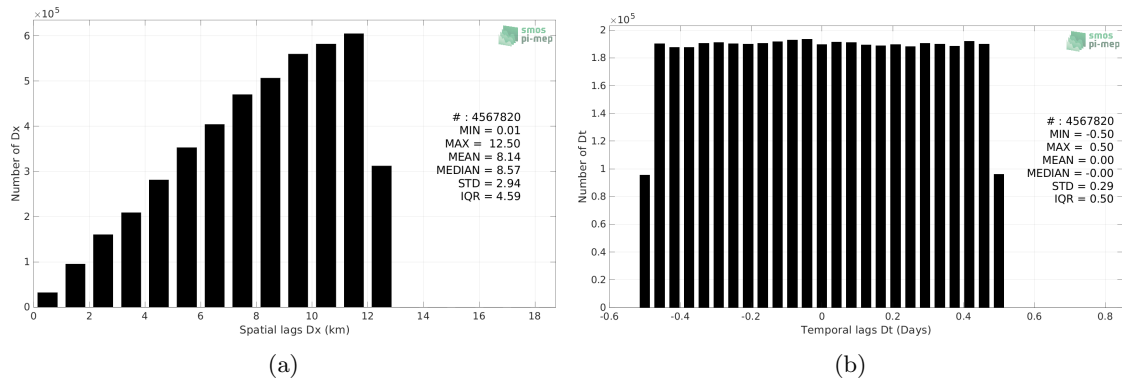 ×10^5
6
5
4
3
2
1
0
Number of Dx
0 2 4 6 8 10 12 14 16 18
Spatial lags Dx (km)
smos
pi-mep
# : 4567820
MIN = 0.01
MAX = 12.50
MEAN = 8.14
MEDIAN = 8.57
STD = 2.94
IQR = 4.59
(a)
×10^5
2
1.8
1.6
1.4
1.2
1
0.8
0.6
0.4
0.2
0
Number of Dt
-0.6 -0.4 -0.2 0 0.2 0.4 0.6 0.8
Temporal lags Dt (Days)
smos
pi-mep
# : 4567820
MIN = -0.50
MAX = 0.50
MEAN = 0.00
MEDIAN = -0.00
STD = 0.29
IQR = 0.50
(b)